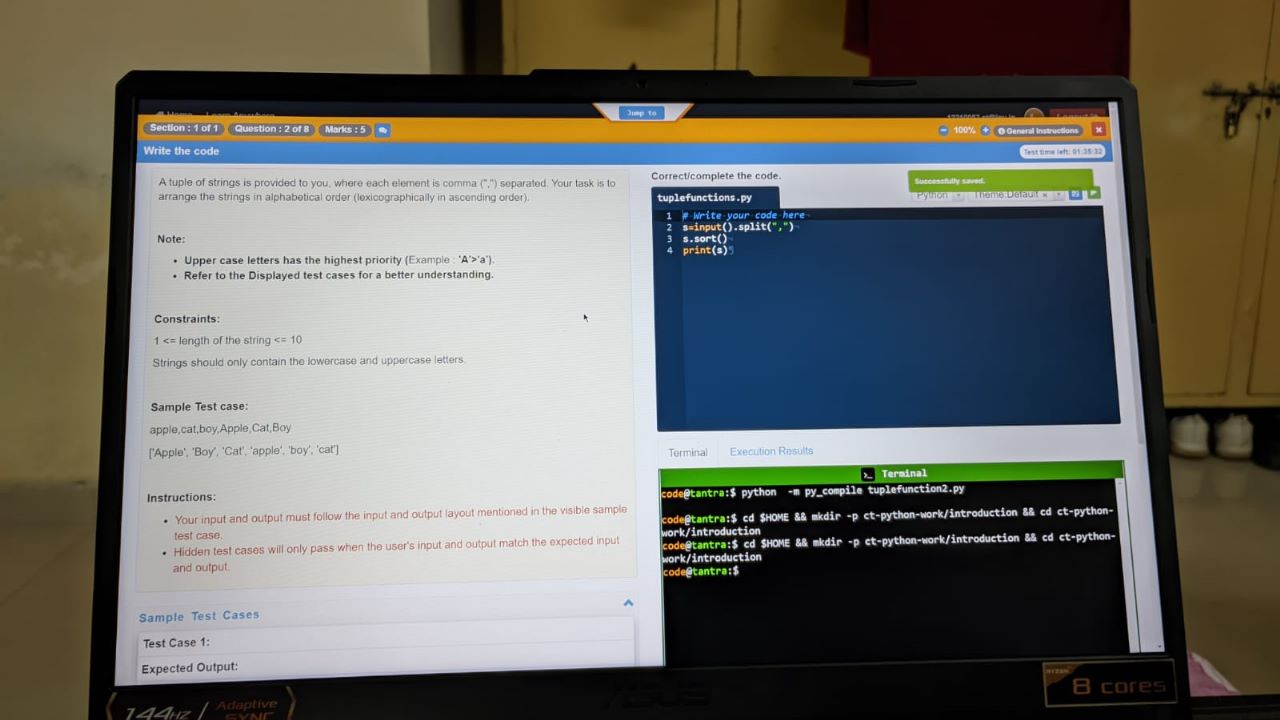 Jump to
Section : 1 of 1 Question : 2 of 8 Marks : 5
100% General Instructions
Write the code
Test time left: 01:35:32
A tuple of strings is provided to you, where each element is comma (",") separated. Your task is to
arrange the strings in alphabetical order (lexicographically in ascending order).
Note:
Upper case letters has the highest priority (Example : 'A'>'a').
Refer to the Displayed test cases for a better understanding.
Constraints:
1 <= length of the string <= 10
Strings should only contain the lowercase and uppercase letters.
Sample Test case:
apple,cat,boy,Apple,Cat,Boy
['Apple', 'Boy', 'Cat', 'apple', 'boy', 'cat']
Instructions:
Your input and output must follow the input and output layout mentioned in the visible sample
test case.
Hidden test cases will only pass when the user's input and output match the expected input
and output.
Sample Test Cases
Test Case 1:
Expected Output:
Correct/complete the code.
Successfully saved.
tuplefunctions.py
Python Theme:Default
1 # Write your code here
2 s=input().split(",")
3 s.sort()
4 print(s)
Terminal Execution Results
Terminal
code@tantra:$ python -m py_compile tuplefunction2.py
code@tantra:$ cd $HOME && mkdir -p ct-python-work/introduction && cd ct-python-
work/introduction
code@tantra:$ cd $HOME && mkdir -p ct-python-work/introduction && cd ct-python-
work/introduction
code@tantra:$
144Hz / Adaptive
SYNC
ASUS
RYZEN
8 cores